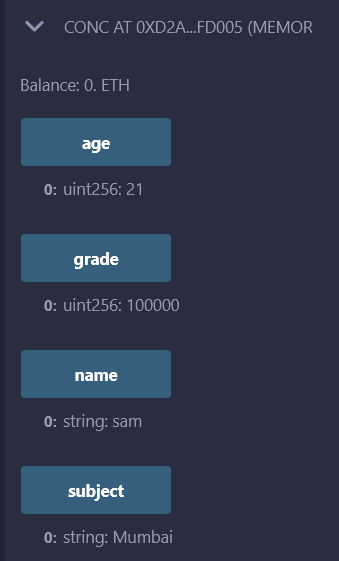 CONC AT 0XD2A...FD005 (MEMOR
Balance: 0. ETH
age
0: uint256: 21
grade
0: uint256: 100000
name
0: string: sam
subject
0: string: Mumbai